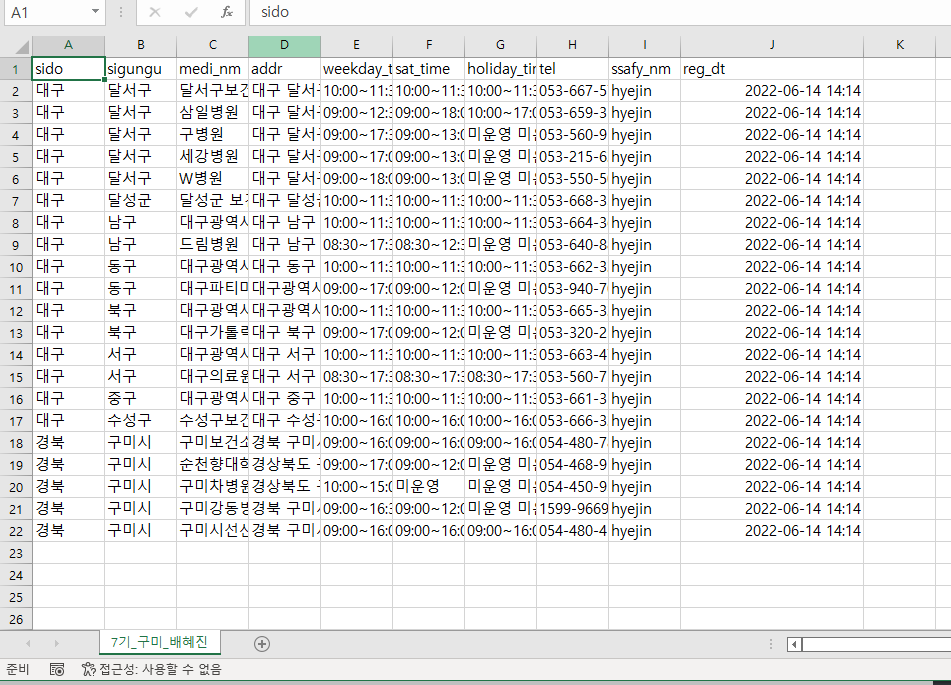 A1 fx sido
A B C D E F G H I J K
1 sido sigungu medi_nm addr weekday_t sat_time holiday_tir tel ssafy_nm reg_dt
2 대구 달서구 달서구보건 대구 달서구 10:00~11:3 10:00~11:3 10:00~11:3 053-667-5 hyejin 2022-06-14 14:14
3 대구 달서구 삼일병원 대구 달서구 09:00~12:3 09:00~18:0 10:00~17:0 053-659-3 hyejin 2022-06-14 14:14
4 대구 달서구 구병원 대구 달서구 09:00~17:3 09:00~13:0 미운영 미운 053-560-9 hyejin 2022-06-14 14:14
5 대구 달서구 세강병원 대구 달서구 09:00~17:0 09:00~13:0 미운영 미운 053-215-6 hyejin 2022-06-14 14:14
6 대구 달서구 W병원 대구 달서구 09:00~18:0 09:00~13:0 미운영 미운 053-550-5 hyejin 2022-06-14 14:14
7 대구 달성군 달성군 보건 대구 달성군 10:00~11:3 10:00~11:3 10:00~11:3 053-668-3 hyejin 2022-06-14 14:14
8 대구 남구 대구광역시 대구 남구 10:00~11:3 10:00~11:3 10:00~11:3 053-664-3 hyejin 2022-06-14 14:14
9 대구 남구 드림병원 대구 남구 08:30~17:3 08:30~12:3 미운영 미운 053-640-8 hyejin 2022-06-14 14:14
10 대구 동구 대구광역시 대구 동구 10:00~11:3 10:00~11:3 10:00~11:3 053-662-3 hyejin 2022-06-14 14:14
11 대구 동구 대구파티마 대구광역시 09:00~17:0 09:00~12:0 미운영 미운 053-940-7 hyejin 2022-06-14 14:14
12 대구 북구 대구광역시 대구광역시 10:00~11:3 10:00~11:3 10:00~11:3 053-665-3 hyejin 2022-06-14 14:14
13 대구 북구 대구가톨릭 대구 북구 09:00~17:0 09:00~12:0 미운영 미운 053-320-2 hyejin 2022-06-14 14:14
14 대구 서구 대구광역시 대구 서구 10:00~11:3 10:00~11:3 10:00~11:3 053-663-4 hyejin 2022-06-14 14:14
15 대구 서구 대구의료원 대구 서구 08:30~17:3 08:30~17:3 08:30~17:3 053-560-7 hyejin 2022-06-14 14:14
16 대구 중구 대구광역시 대구 중구 10:00~11:3 10:00~11:3 10:00~11:3 053-661-3 hyejin 2022-06-14 14:14
17 대구 수성구 수성구보건 대구 수성구 10:00~16:0 10:00~16:0 10:00~16:0 053-666-3 hyejin 2022-06-14 14:14
18 경북 구미시 구미보건소 경북 구미시 09:00~16:0 09:00~16:0 09:00~16:0 054-480-7 hyejin 2022-06-14 14:14
19 경북 구미시 순천향대학 경상북도 09:00~17:0 09:00~12:0 미운영 미운 054-468-9 hyejin 2022-06-14 14:14
20 경북 구미시 구미차병원 경상북도 10:00~15:0 미운영 미운영 미운 054-450-9 hyejin 2022-06-14 14:14
21 경북 구미시 구미강동병 경북 구미시 09:00~16:3 09:00~12:0 미운영 미운 1599-9669 hyejin 2022-06-14 14:14
22 경북 구미시 구미시선산 경북 구미시 09:00~16:0 09:00~16:0 09:00~16:0 054-480-4 hyejin 2022-06-14 14:14
23
24
25
26
7기_구미_배혜진
준비 접근성: 사용할 수 없음